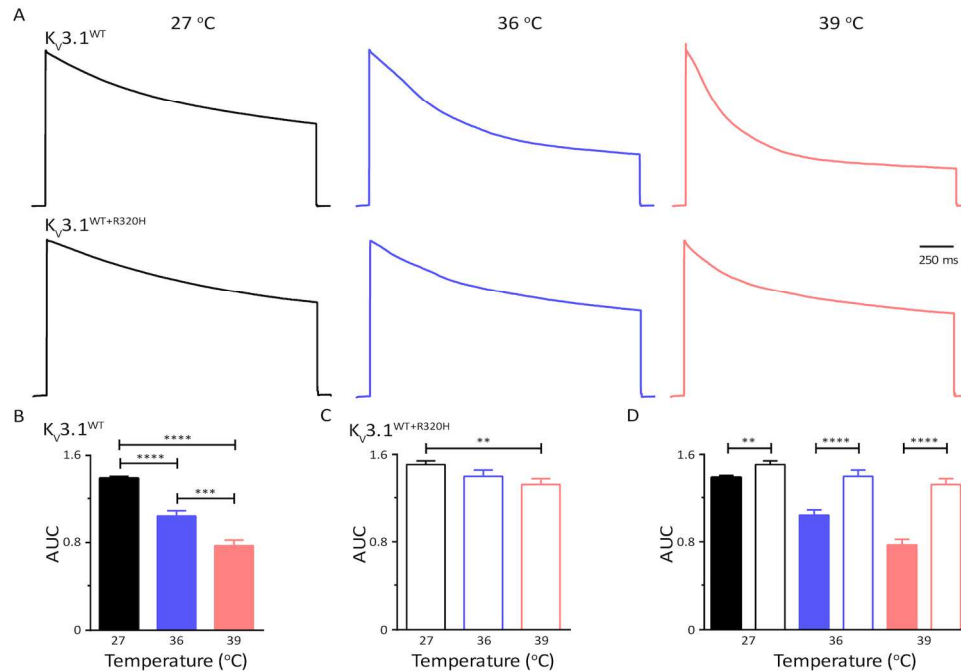 A
27 °C
36 °C
39 °C
KV3.1WT
KV3.1WT+R320H
250 ms
B
KV3.1WT
****
****
***
1.6
0.8
0
AUC
27 36 39
Temperature (°C)
C
KV3.1WT+R320H
**
1.6
0.8
0
AUC
27 36 39
Temperature (°C)
D
**
****
****
1.6
0.8
0
AUC
27 36 39
Temperature (°C)